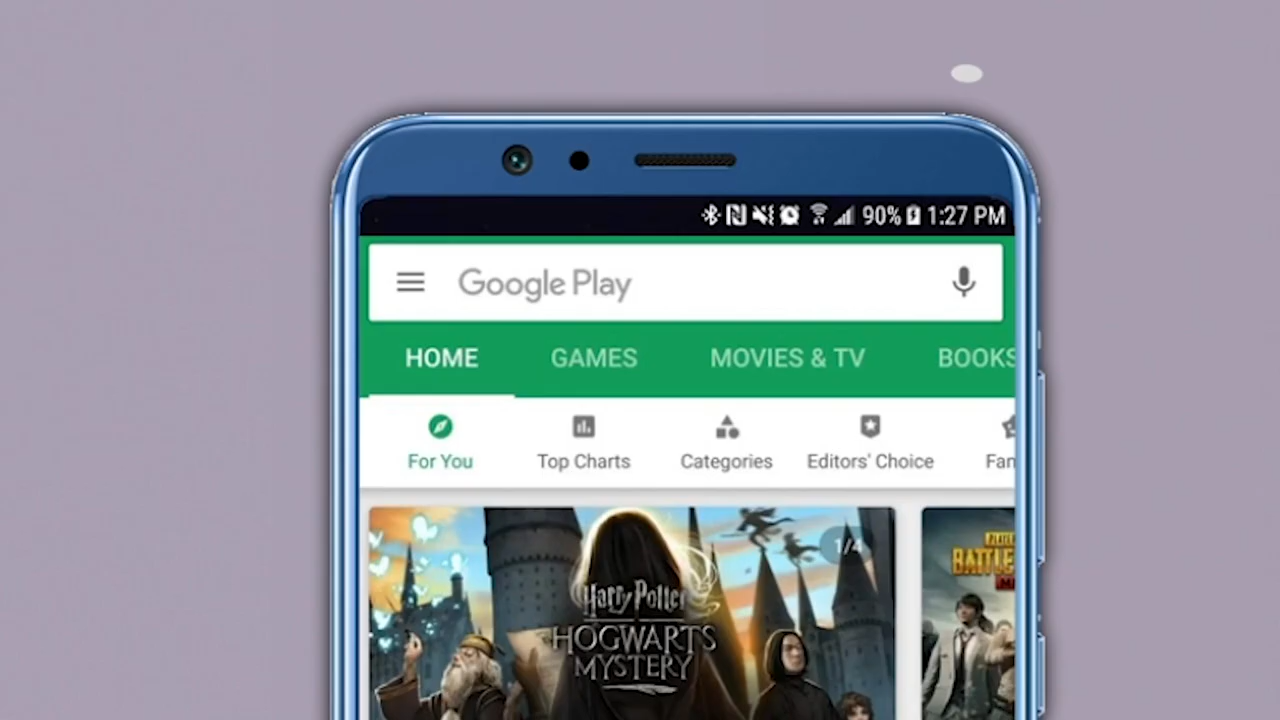 90% 1:27 PM
Google Play
HOME GAMES MOVIES & TV BOOKS
For You Top Charts Categories Editors' Choice Fam
1/4
Harry Potter
HOGWARTS
MYSTERY
BATTLE